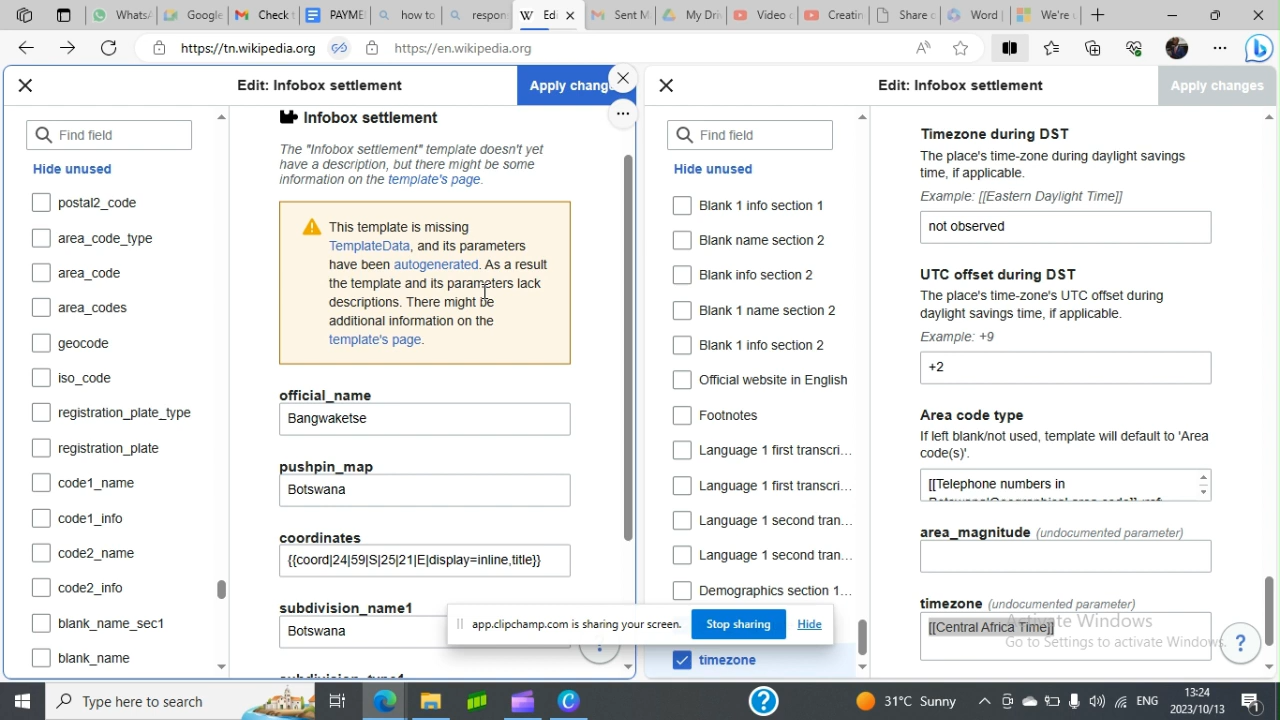 WhatsA
Google
Check t
PAYME
how to
respon
W Edi
Sent M
My Dri
Video c
Creatin
Share c
Word |
We're u
https://tn.wikipedia.org
https://en.wikipedia.org
Edit: Infobox settlement
Apply change
Find field
Hide unused
postal2_code
area_code_type
area_code
area_codes
geocode
iso_code
registration_plate_type
registration_plate
code1_name
code1_info
code2_name
code2_info
blank_name_sec1
blank_name
Infobox settlement
The "Infobox settlement" template doesn't yet
have a description, but there might be some
information on the template's page.
This template is missing
TemplateData, and its parameters
have been autogenerated. As a result
the template and its parameters lack
descriptions. There might be
additional information on the
template's page.
official_name
Bangwaketse
pushpin_map
Botswana
coordinates
{{coord|24|59|S|25|21|E|display=inline,title}}
subdivision_name1
Botswana
Edit: Infobox settlement
Apply changes
Find field
Hide unused
Blank 1 info section 1
Blank name section 2
Blank info section 2
Blank 1 name section 2
Blank 1 info section 2
Official website in English
Footnotes
Language 1 first transcri...
Language 1 first transcri...
Language 1 second tran...
Language 1 second tran...
Demographics section 1...
timezone
Timezone during DST
The place's time-zone during daylight savings
time, if applicable.
Example: [[Eastern Daylight Time]]
not observed
UTC offset during DST
The place's time-zone's UTC offset during
daylight savings time, if applicable.
Example: +9
+2
Area code type
If left blank/not used, template will default to 'Area
code(s)'.
[[Telephone numbers in
area_magnitude (undocumented parameter)
timezone (undocumented parameter)
[[Central Africa Time]]
Activate Windows
Go to Settings to activate Windows.
app.clipchamp.com is sharing your screen.
Stop sharing
Hide
Type here to search
31°C Sunny
ENG
13:24
2023/10/13
1